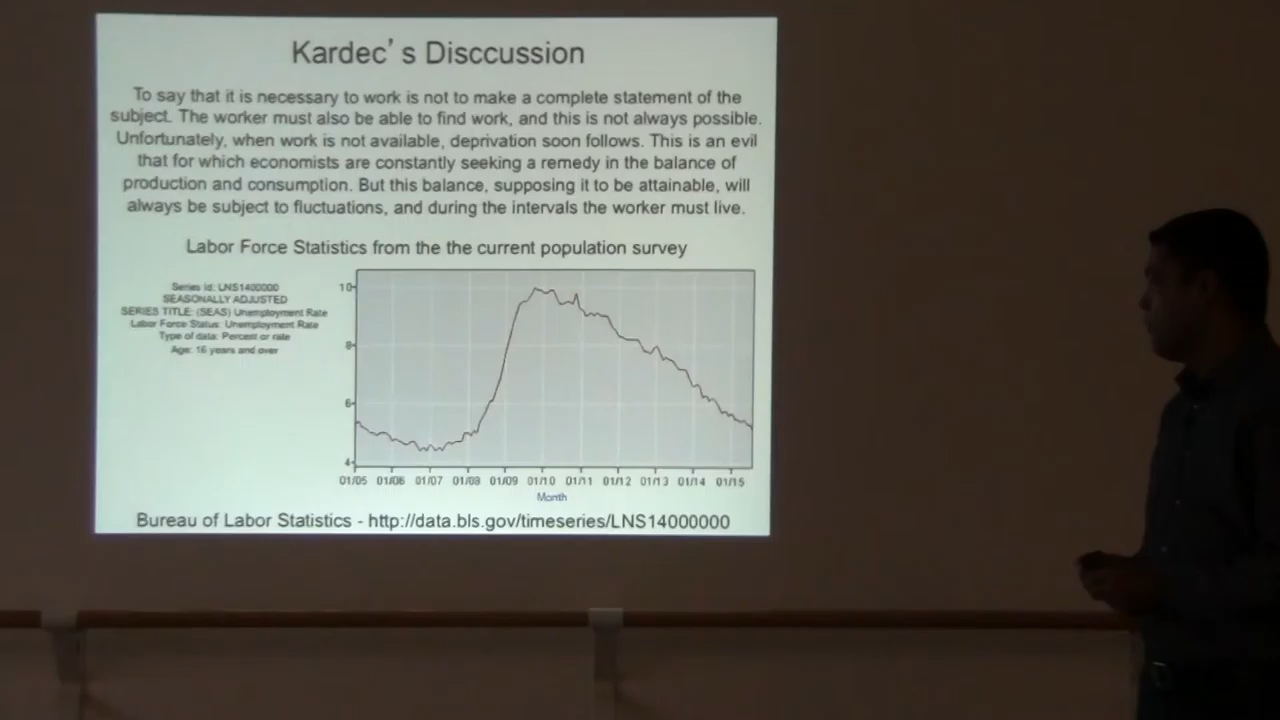 Kardec's Disccussion
To say that it is necessary to work is not to make a complete statement of the
subject. The worker must also be able to find work, and this is not always possible.
Unfortunately, when work is not available, deprivation soon follows. This is an evil
that for which economists are constantly seeking a remedy in the balance of
production and consumption. But this balance, supposing it to be attainable, will
always be subject to fluctuations, and during the intervals the worker must live.
Labor Force Statistics from the the current population survey
Series Id: LNS1400000
SEASONALLY ADJUSTED
SERIES TITLE: (SEAS) Unemployment Rate
Labor Force Status: Unemployment Rate
Type of data: Percent or rate
Age: 16 years and over
10
8
6
4
01/05 01/06 01/07 01/08 01/09 01/10 01/11 01/12 01/13 01/14 01/15
Month
Bureau of Labor Statistics - http://data.bls.gov/timeseries/LNS14000000